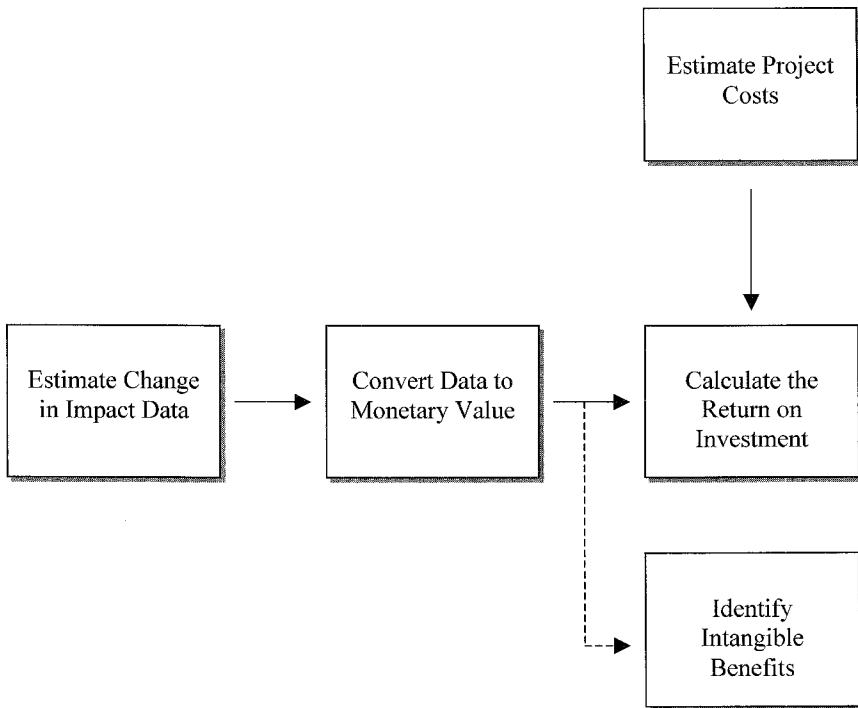 Estimate Project
Costs
Estimate Change
in Impact Data
Convert Data to
Monetary Value
Calculate the
Return on
Investment
Identify
Intangible
Benefits